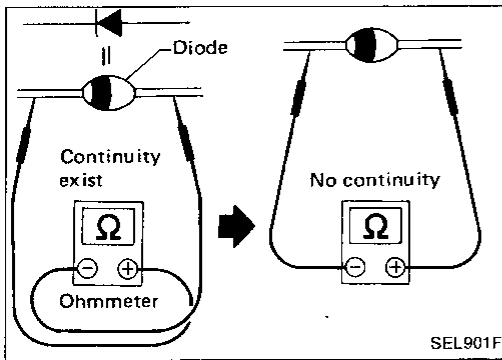 Diode
Continuity
exist
Ω
− +
Ohmmeter
No continuity
Ω
− +
SEL901F